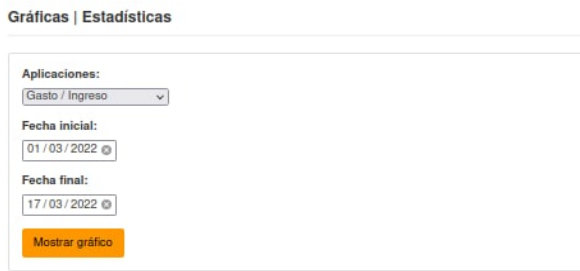 Gráficas | Estadísticas
Aplicaciones:
Gasto / Ingreso
Fecha inicial:
01 / 03 / 2022
Fecha final:
17 / 03 / 2022
Mostrar gráfico